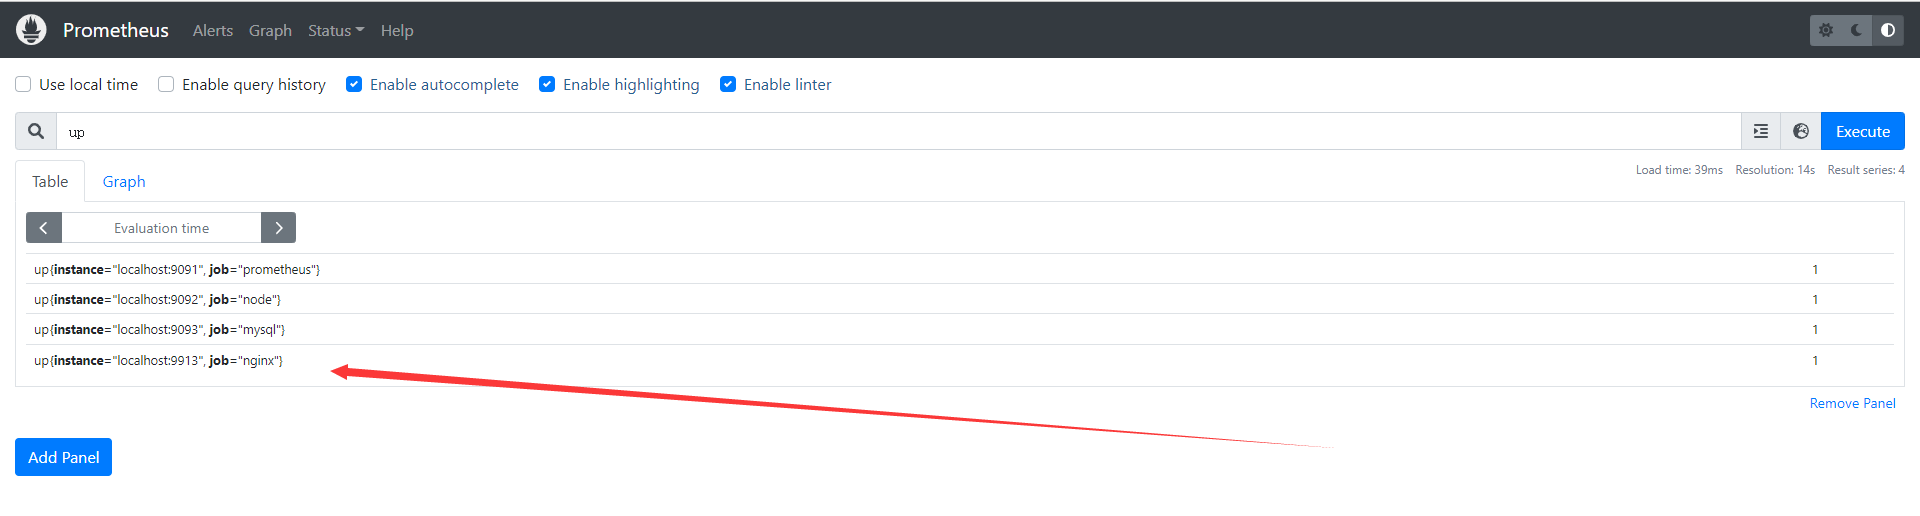 Prometheus Alerts Graph Status Help
Use local time Enable query history Enable autocomplete Enable highlighting Enable linter
up
Execute
Table Graph
Load time: 39ms Resolution: 14s Result series: 4
Evaluation time
up{instance="localhost:9091", job="prometheus"} 1
up{instance="localhost:9092", job="node"} 1
up{instance="localhost:9093", job="mysql"} 1
up{instance="localhost:9913", job="nginx"} 1
Remove Panel
Add Panel